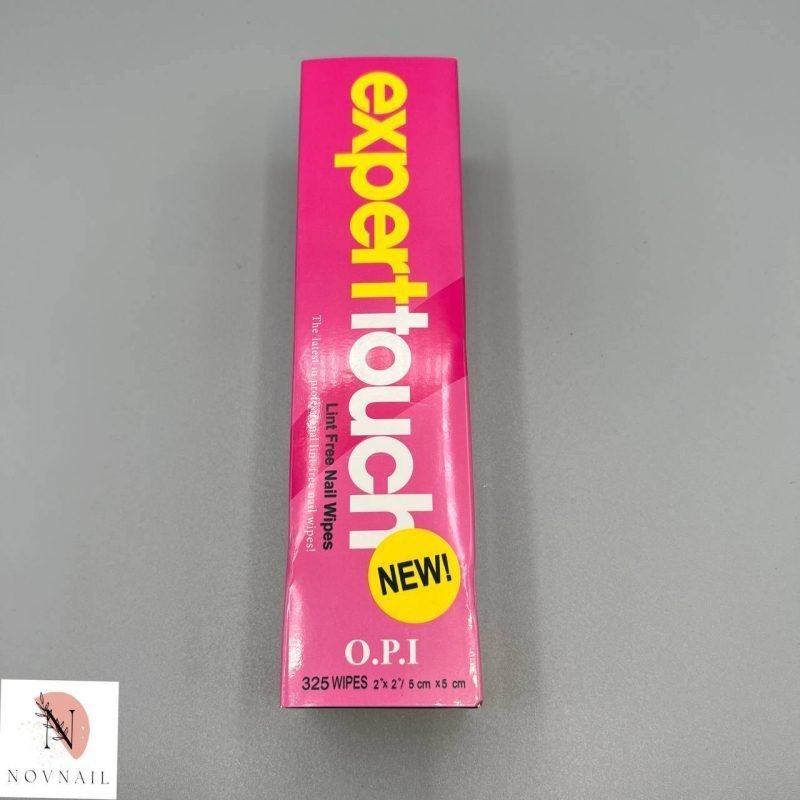 experttouch
Lint Free Nail Wipes
The latest in professional lint-free nail wipes!
NEW!
O.P.I
325 WIPES 2"x 2"/ 5 cm x 5 cm
N
NOVNAIL